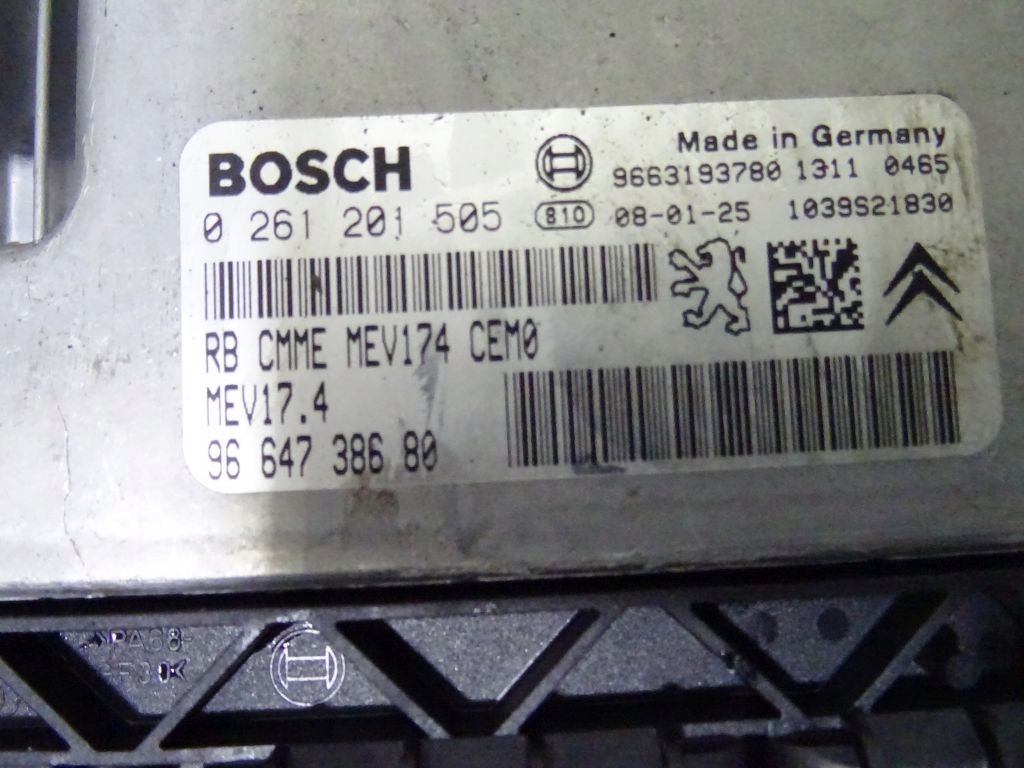 BOSCH
Made in Germany
9663193780 1311 0465
0 261 201 505
810
08-01-25 1039S21830
RB CMME MEV174 CEM0
MEV17.4
96 647 386 80